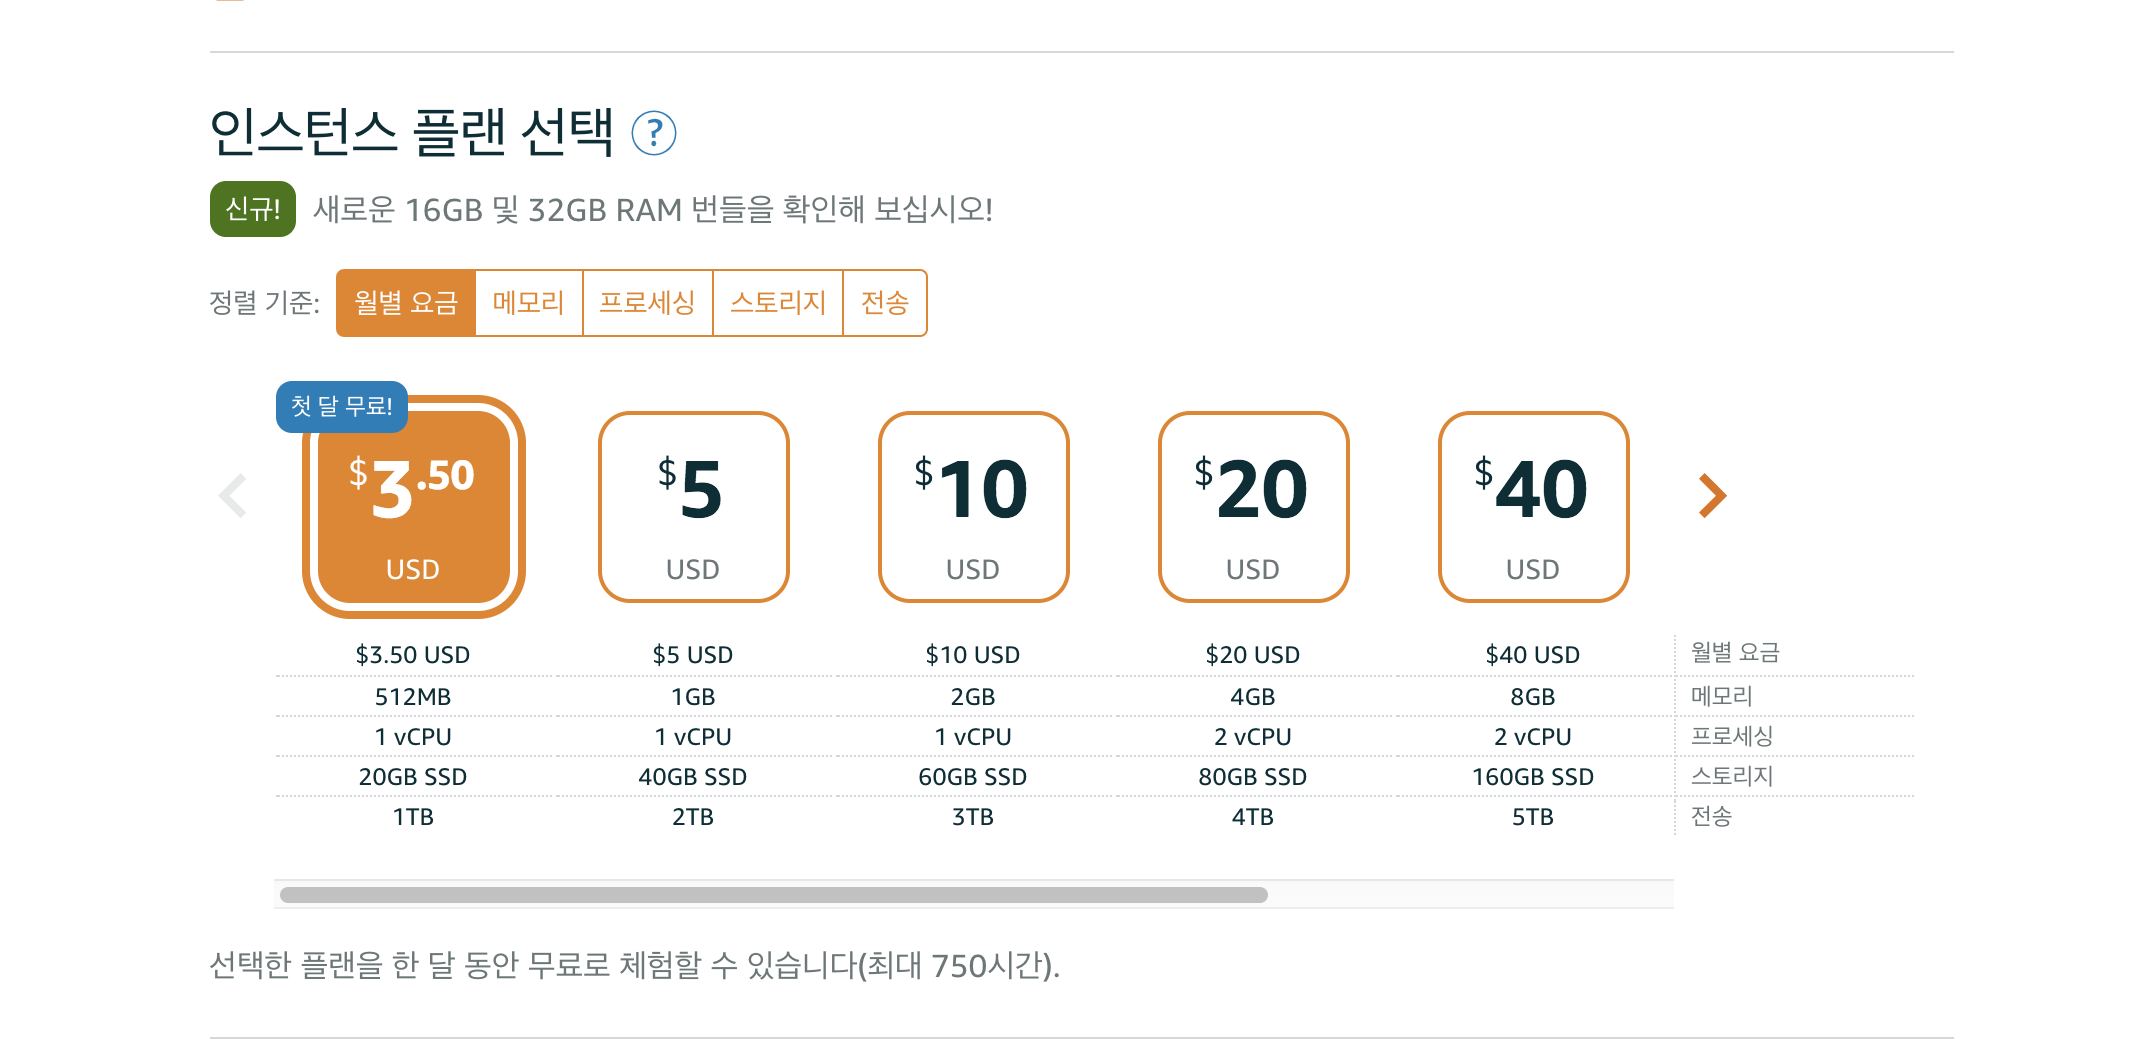 인스턴스 플랜 선택 ?
신규! 새로운 16GB 및 32GB RAM 번들을 확인해 보십시오!
정렬 기준: 월별 요금 메모리 프로세싱 스토리지 전송
첫 달 무료!
$3.50 $5 $10 $20 $40
USD USD USD USD USD
$3.50 USD $5 USD $10 USD $20 USD $40 USD 월별 요금
512MB 1GB 2GB 4GB 8GB 메모리
1 vCPU 1 vCPU 1 vCPU 2 vCPU 2 vCPU 프로세싱
20GB SSD 40GB SSD 60GB SSD 80GB SSD 160GB SSD 스토리지
1TB 2TB 3TB 4TB 5TB 전송
선택한 플랜을 한 달 동안 무료로 체험할 수 있습니다(최대 750시간).